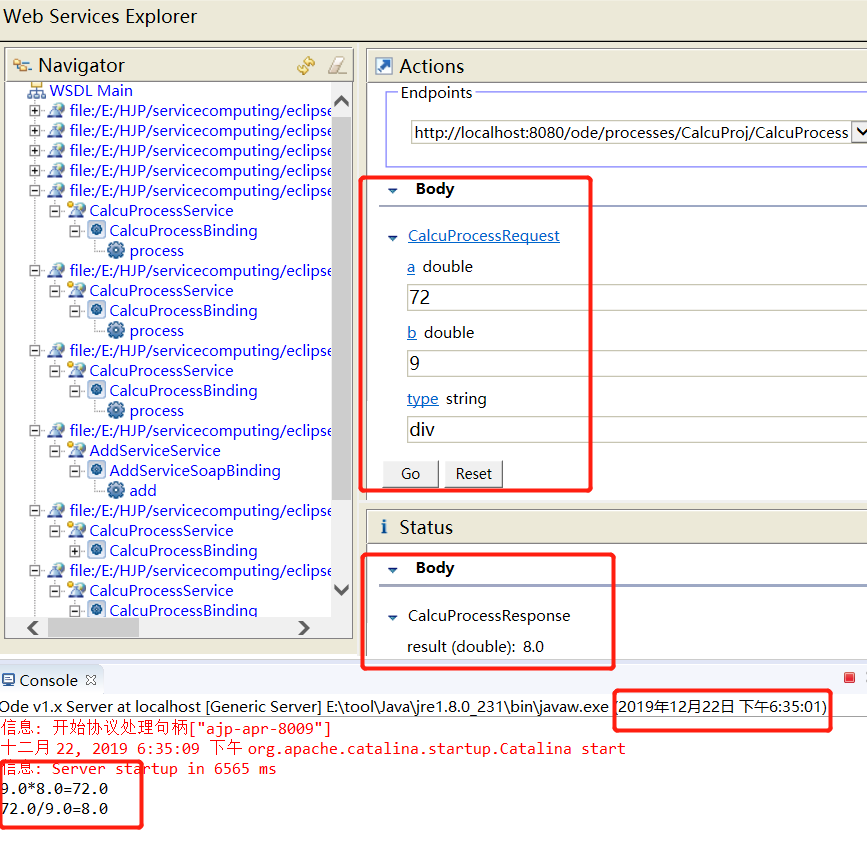 Web Services Explorer
Navigator
WSDL Main
file:/E:/HJP/servicecomputing/eclipse
file:/E:/HJP/servicecomputing/eclipse
file:/E:/HJP/servicecomputing/eclipse
file:/E:/HJP/servicecomputing/eclipse
file:/E:/HJP/servicecomputing/eclipse
CalcuProcessService
CalcuProcessBinding
process
file:/E:/HJP/servicecomputing/eclipse
CalcuProcessService
CalcuProcessBinding
process
file:/E:/HJP/servicecomputing/eclipse
CalcuProcessService
CalcuProcessBinding
process
file:/E:/HJP/servicecomputing/eclipse
AddServiceService
AddServiceSoapBinding
add
file:/E:/HJP/servicecomputing/eclipse
CalcuProcessService
CalcuProcessBinding
file:/E:/HJP/servicecomputing/eclipse
CalcuProcessService
CalcuProcessBinding
Actions
Endpoints
http://localhost:8080/ode/processes/CalcuProj/CalcuProcess
Body
CalcuProcessRequest
a double
72
b double
9
type string
div
Go Reset
Status
Body
CalcuProcessResponse
result (double): 8.0
Console
Ode v1.x Server at localhost [Generic Server] E:\tool\Java\jre1.8.0_231\bin\javaw.exe (2019年12月22日 下午6:35:01)
信息: 开始协议处理句柄["ajp-apr-8009"]
十二月 22, 2019 6:35:09 下午 org.apache.catalina.startup.Catalina start
信息: Server startup in 6565 ms
9.0*8.0=72.0
72.0/9.0=8.0